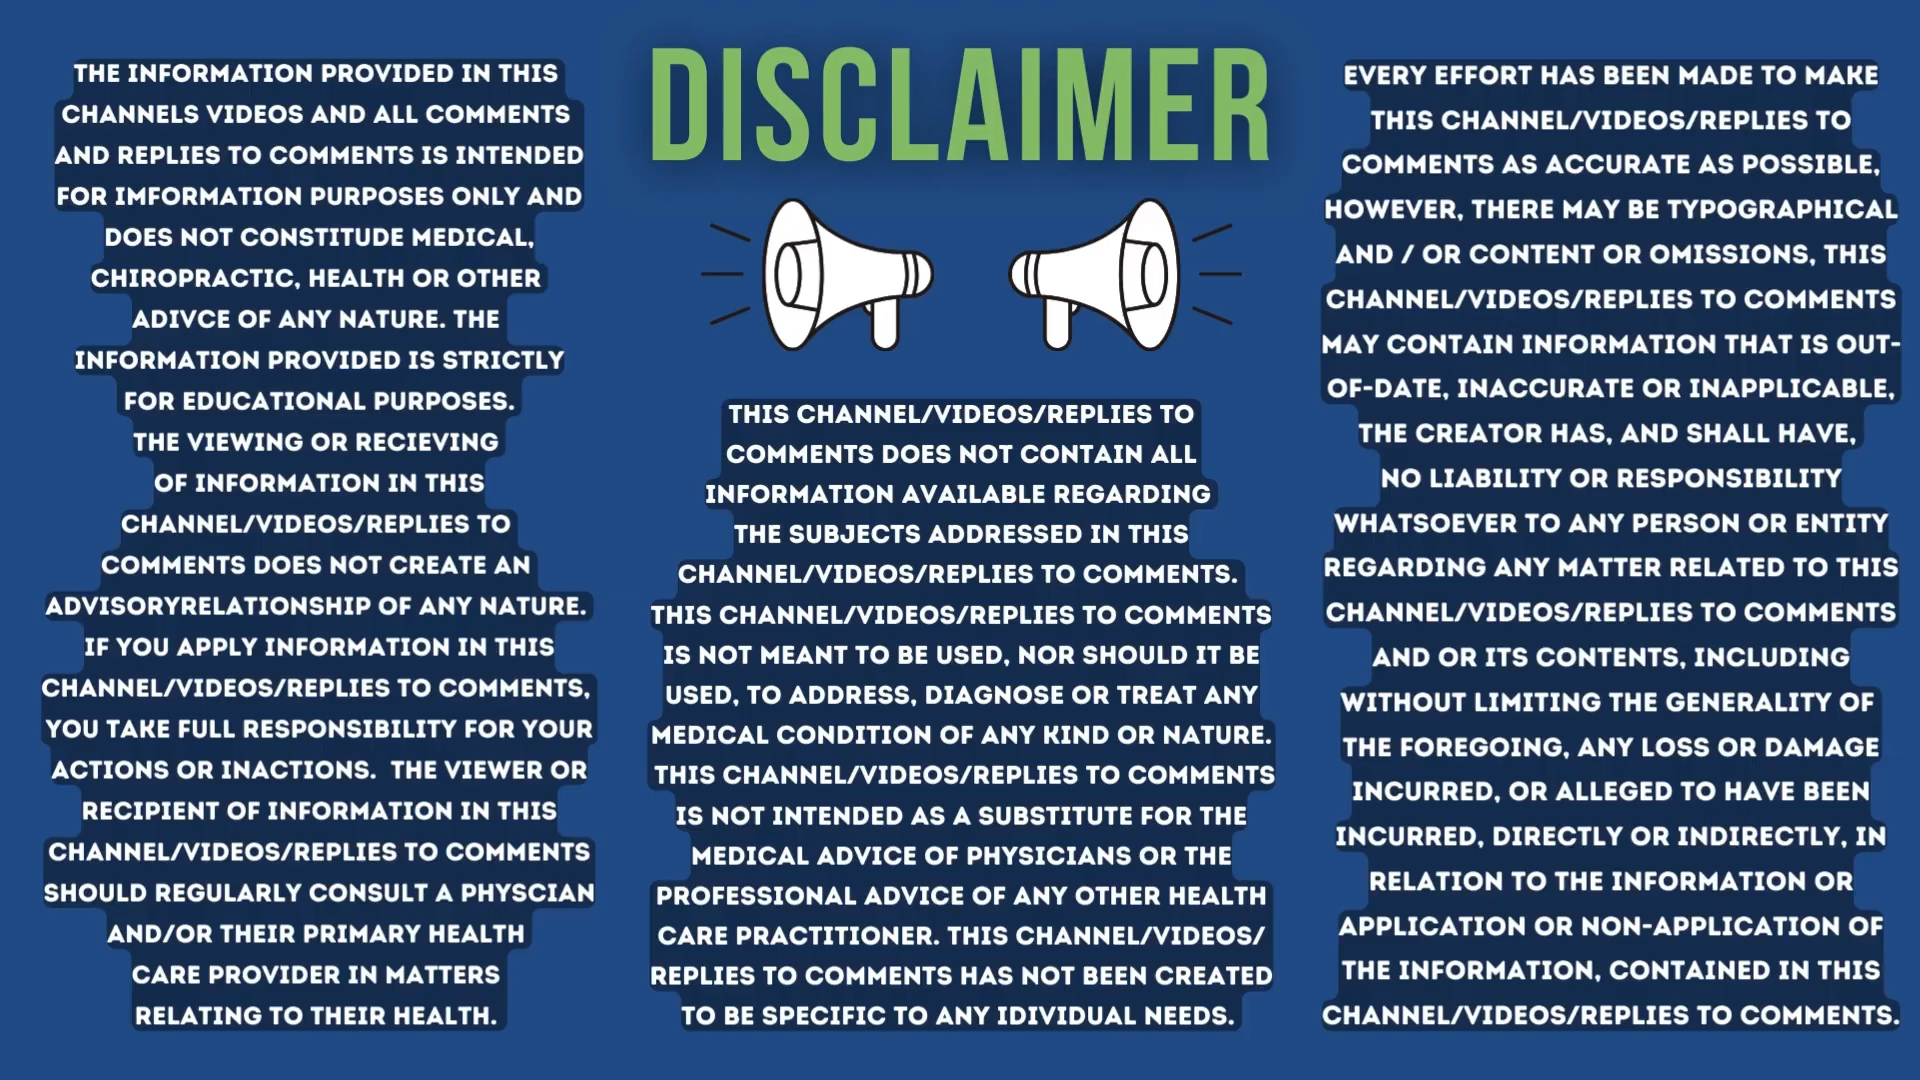 DISCLAIMER
THE INFORMATION PROVIDED IN THIS
CHANNELS VIDEOS AND ALL COMMENTS
AND REPLIES TO COMMENTS IS INTENDED
FOR IMFORMATION PURPOSES ONLY AND
DOES NOT CONSTITUDE MEDICAL,
CHIROPRACTIC, HEALTH OR OTHER
ADIVCE OF ANY NATURE. THE
INFORMATION PROVIDED IS STRICTLY
FOR EDUCATIONAL PURPOSES.
THE VIEWING OR RECIEVING
OF INFORMATION IN THIS
CHANNEL/VIDEOS/REPLIES TO
COMMENTS DOES NOT CREATE AN
ADVISORYRELATIONSHIP OF ANY NATURE.
IF YOU APPLY INFORMATION IN THIS
CHANNEL/VIDEOS/REPLIES TO COMMENTS,
YOU TAKE FULL RESPONSIBILITY FOR YOUR
ACTIONS OR INACTIONS.  THE VIEWER OR
RECIPIENT OF INFORMATION IN THIS
CHANNEL/VIDEOS/REPLIES TO COMMENTS
SHOULD REGULARLY CONSULT A PHYSCIAN
AND/OR THEIR PRIMARY HEALTH
CARE PROVIDER IN MATTERS
RELATING TO THEIR HEALTH.
THIS CHANNEL/VIDEOS/REPLIES TO
COMMENTS DOES NOT CONTAIN ALL
INFORMATION AVAILABLE REGARDING
THE SUBJECTS ADDRESSED IN THIS
CHANNEL/VIDEOS/REPLIES TO COMMENTS.
THIS CHANNEL/VIDEOS/REPLIES TO COMMENTS
IS NOT MEANT TO BE USED, NOR SHOULD IT BE
USED, TO ADDRESS, DIAGNOSE OR TREAT ANY
MEDICAL CONDITION OF ANY KIND OR NATURE.
THIS CHANNEL/VIDEOS/REPLIES TO COMMENTS
IS NOT INTENDED AS A SUBSTITUTE FOR THE
MEDICAL ADVICE OF PHYSICIANS OR THE
PROFESSIONAL ADVICE OF ANY OTHER HEALTH
CARE PRACTITIONER. THIS CHANNEL/VIDEOS/
REPLIES TO COMMENTS HAS NOT BEEN CREATED
TO BE SPECIFIC TO ANY IDIVIDUAL NEEDS.
EVERY EFFORT HAS BEEN MADE TO MAKE
THIS CHANNEL/VIDEOS/REPLIES TO
COMMENTS AS ACCURATE AS POSSIBLE,
HOWEVER, THERE MAY BE TYPOGRAPHICAL
AND / OR CONTENT OR OMISSIONS, THIS
CHANNEL/VIDEOS/REPLIES TO COMMENTS
MAY CONTAIN INFORMATION THAT IS OUT-
OF-DATE, INACCURATE OR INAPPLICABLE,
THE CREATOR HAS, AND SHALL HAVE,
NO LIABILITY OR RESPONSIBILITY
WHATSOEVER TO ANY PERSON OR ENTITY
REGARDING ANY MATTER RELATED TO THIS
CHANNEL/VIDEOS/REPLIES TO COMMENTS
AND OR ITS CONTENTS, INCLUDING
WITHOUT LIMITING THE GENERALITY OF
THE FOREGOING, ANY LOSS OR DAMAGE
INCURRED, OR ALLEGED TO HAVE BEEN
INCURRED, DIRECTLY OR INDIRECTLY, IN
RELATION TO THE INFORMATION OR
APPLICATION OR NON-APPLICATION OF
THE INFORMATION, CONTAINED IN THIS
CHANNEL/VIDEOS/REPLIES TO COMMENTS.